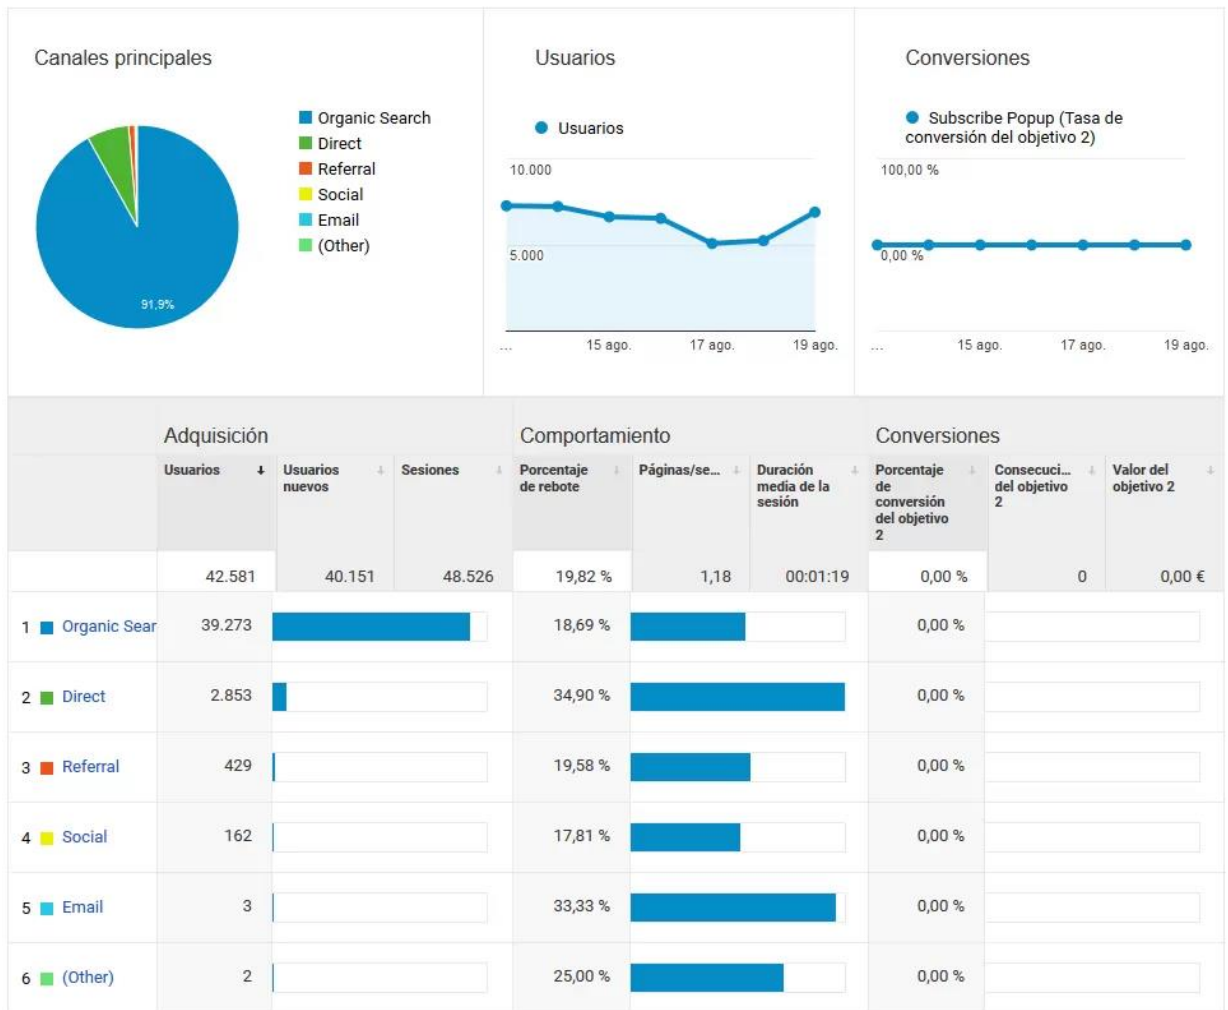 Canales principales
Organic Search
Direct
Referral
Social
Email
(Other)
91,9%
Usuarios
Usuarios
10.000
5.000
...
15 ago.
17 ago.
19 ago.
Conversiones
Subscribe Popup (Tasa de
conversión del objetivo 2)
100,00 %
0,00 %
...
15 ago.
17 ago.
19 ago.
Adquisición Comportamiento Conversiones
Usuarios
Usuarios
nuevos
Sesiones
Porcentaje
de rebote
Páginas/se...
Duración
media de la
sesión
Porcentaje
de
conversión
del objetivo
2
Consecuci...
del objetivo
2
Valor del
objetivo 2
42.581 40.151 48.526 19,82 % 1,18 00:01:19 0,00 % 0 0,00 €
1 Organic Sear 39.273 18,69 % 0,00 %
2 Direct 2.853 34,90 % 0,00 %
3 Referral 429 19,58 % 0,00 %
4 Social 162 17,81 % 0,00 %
5 Email 3 33,33 % 0,00 %
6 (Other) 2 25,00 % 0,00 %